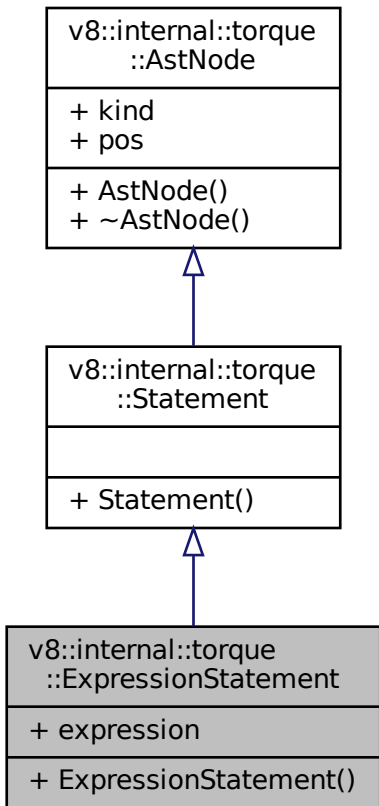 v8::internal::torque
::AstNode
+ kind
+ pos
+ AstNode()
+ ~AstNode()
v8::internal::torque
::Statement
+ Statement()
v8::internal::torque
::ExpressionStatement
+ expression
+ ExpressionStatement()